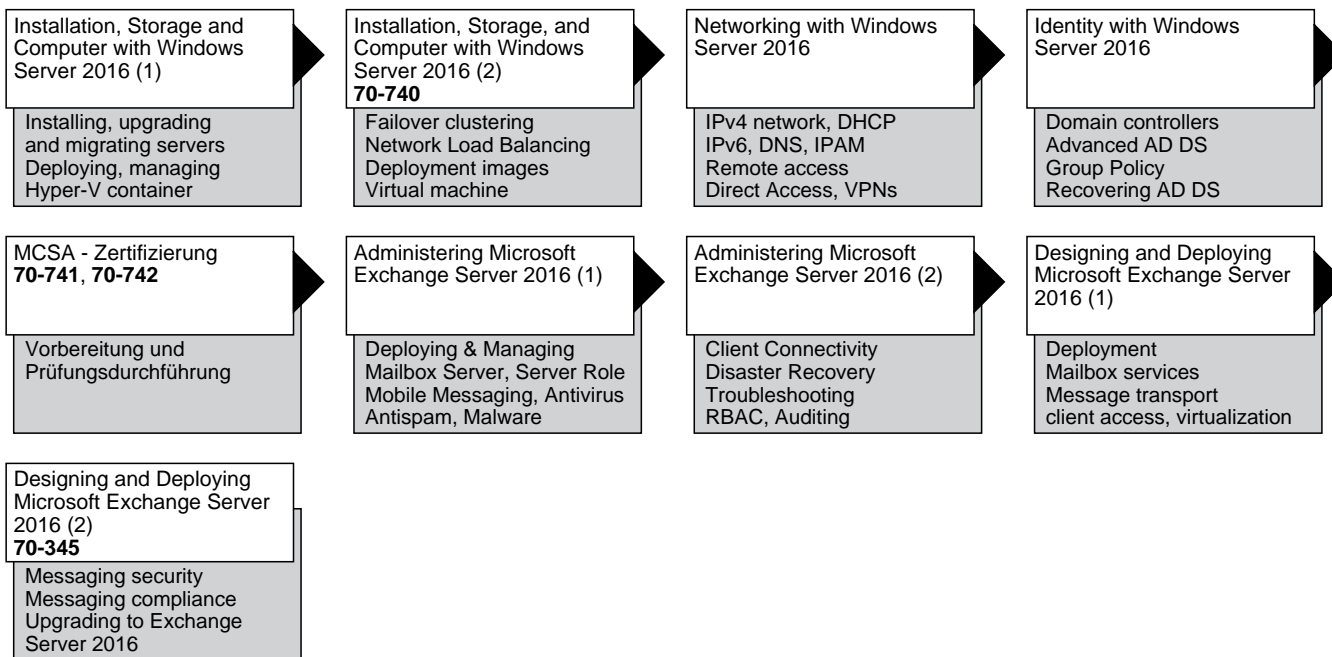 Installation, Storage and
Computer with Windows
Server 2016 (1)
Installing, upgrading
and migrating servers
Deploying, managing
Hyper-V container
Installation, Storage, and
Computer with Windows
Server 2016 (2)
70-740
Failover clustering
Network Load Balancing
Deployment images
Virtual machine
Networking with Windows
Server 2016
IPv4 network, DHCP
IPv6, DNS, IPAM
Remote access
Direct Access, VPNs
Identity with Windows
Server 2016
Domain controllers
Advanced AD DS
Group Policy
Recovering AD DS
MCSA - Zertifizierung
70-741, 70-742
Vorbereitung und
Prüfungsdurchführung
Administering Microsoft
Exchange Server 2016 (1)
Deploying & Managing
Mailbox Server, Server Role
Mobile Messaging, Antivirus
Antispam, Malware
Administering Microsoft
Exchange Server 2016 (2)
Client Connectivity
Disaster Recovery
Troubleshooting
RBAC, Auditing
Designing and Deploying
Microsoft Exchange Server
2016 (1)
Deployment
Mailbox services
Message transport
client access, virtualization
Designing and Deploying
Microsoft Exchange Server
2016 (2)
70-345
Messaging security
Messaging compliance
Upgrading to Exchange
Server 2016